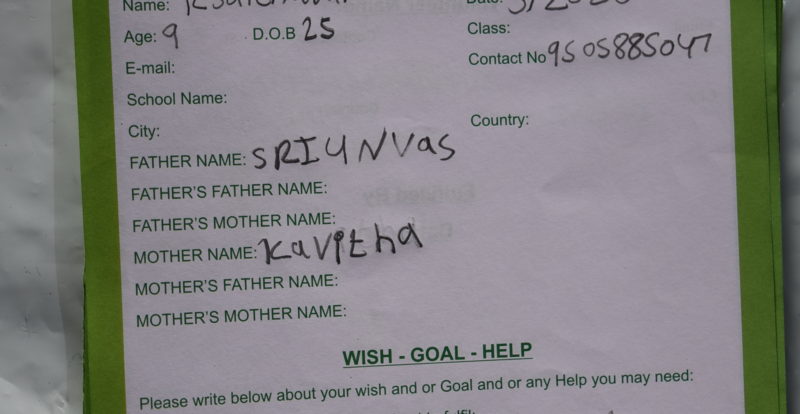 Name:
Age: 9 D.O.B 25 Class:
E-mail: Contact No 9505885047
School Name:
City: Country:
FATHER NAME: SRIUNVas
FATHER'S FATHER NAME:
FATHER'S MOTHER NAME:
MOTHER NAME: Kavitha
MOTHER'S FATHER NAME:
MOTHER'S MOTHER NAME:
WISH - GOAL - HELP
Please write below about your wish and or Goal and or any Help you may need: